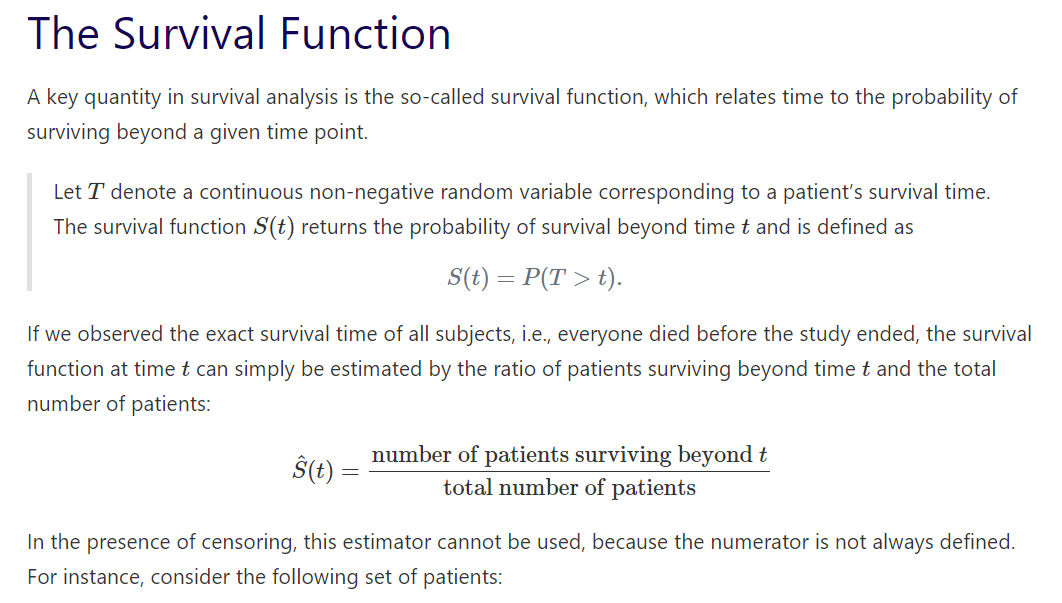 The Survival Function
A key quantity in survival analysis is the so-called survival function, which relates time to the probability of
surviving beyond a given time point.
Let T denote a continuous non-negative random variable corresponding to a patient’s survival time.
The survival function S(t) returns the probability of survival beyond time t and is defined as
S(t) = P(T > t).
If we observed the exact survival time of all subjects, i.e., everyone died before the study ended, the survival
function at time t can simply be estimated by the ratio of patients surviving beyond time t and the total
number of patients:
Ŝ(t) = number of patients surviving beyond t
total number of patients
In the presence of censoring, this estimator cannot be used, because the numerator is not always defined.
For instance, consider the following set of patients: